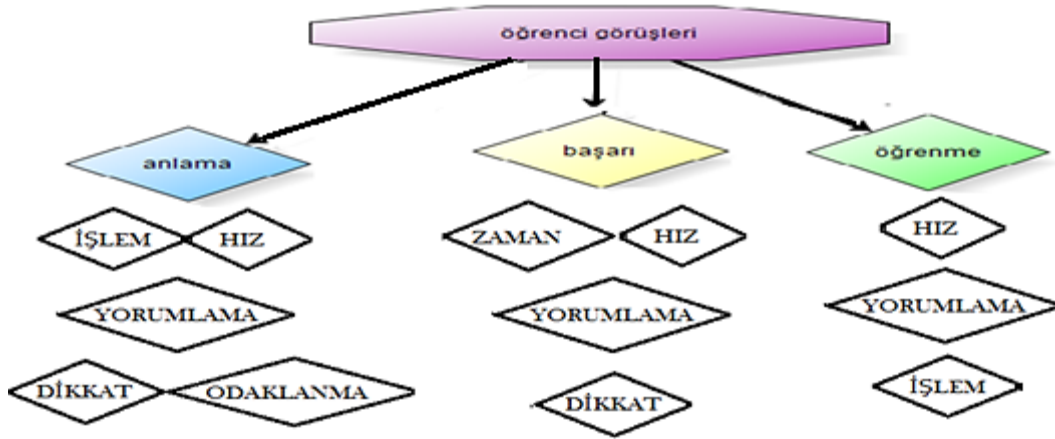 öğrenci görüşleri
anlama
başarı
öğrenme
İŞLEM HIZ
ZAMAN HIZ
HIZ
YORUMLAMA
YORUMLAMA
YORUMLAMA
DİKKAT ODAKLANMA
DİKKAT
İŞLEM